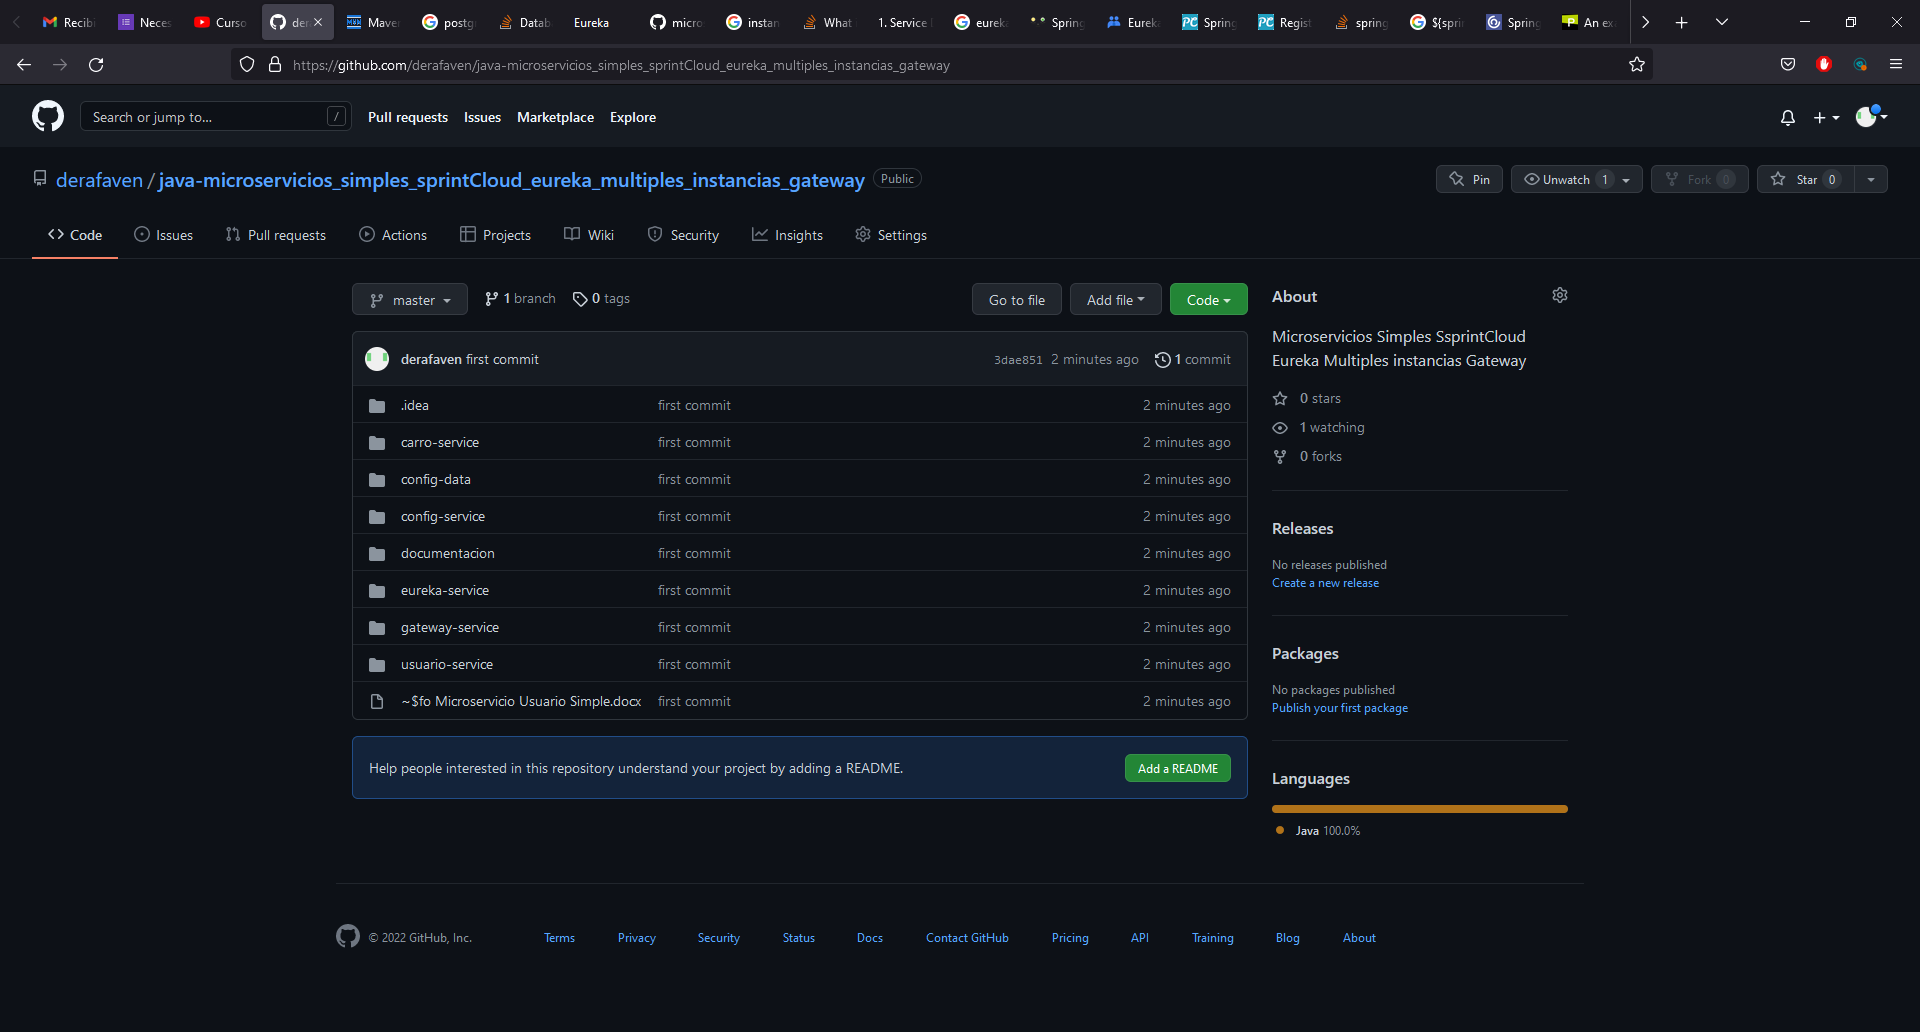 Recibi
Neces
Curso
der
Maver
postgr
Datab
Eureka
micro
instan
What
1. Service
eureka
Spring
Eureka
Spring
Regist
spring
${spri
Spring
An ex
https://github.com/derafaven/java-microservicios_simples_sprintCloud_eureka_multiples_instancias_gateway
Search or jump to...
/
Pull requests
Issues
Marketplace
Explore
derafaven / java-microservicios_simples_sprintCloud_eureka_multiples_instancias_gateway
Public
Pin
Unwatch 1
Fork 0
Star 0
Code
Issues
Pull requests
Actions
Projects
Wiki
Security
Insights
Settings
master
1 branch
0 tags
Go to file
Add file
Code
derafaven first commit
3dae851 2 minutes ago
1 commit
.idea first commit 2 minutes ago
carro-service first commit 2 minutes ago
config-data first commit 2 minutes ago
config-service first commit 2 minutes ago
documentacion first commit 2 minutes ago
eureka-service first commit 2 minutes ago
gateway-service first commit 2 minutes ago
usuario-service first commit 2 minutes ago
~$fo Microservicio Usuario Simple.docx first commit 2 minutes ago
Help people interested in this repository understand your project by adding a README.
Add a README
About
Microservicios Simples SsprintCloud
Eureka Multiples instancias Gateway
0 stars
1 watching
0 forks
Releases
No releases published
Create a new release
Packages
No packages published
Publish your first package
Languages
Java 100.0%
© 2022 GitHub, Inc.
Terms
Privacy
Security
Status
Docs
Contact GitHub
Pricing
API
Training
Blog
About